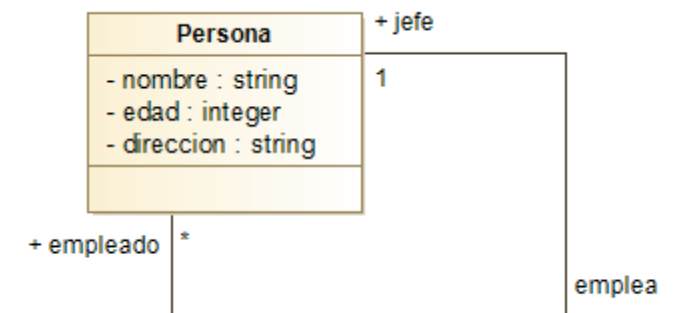 Persona
+ jefe
- nombre : string
1
- edad : integer
- direccion : string
+ empleado
*
emplea